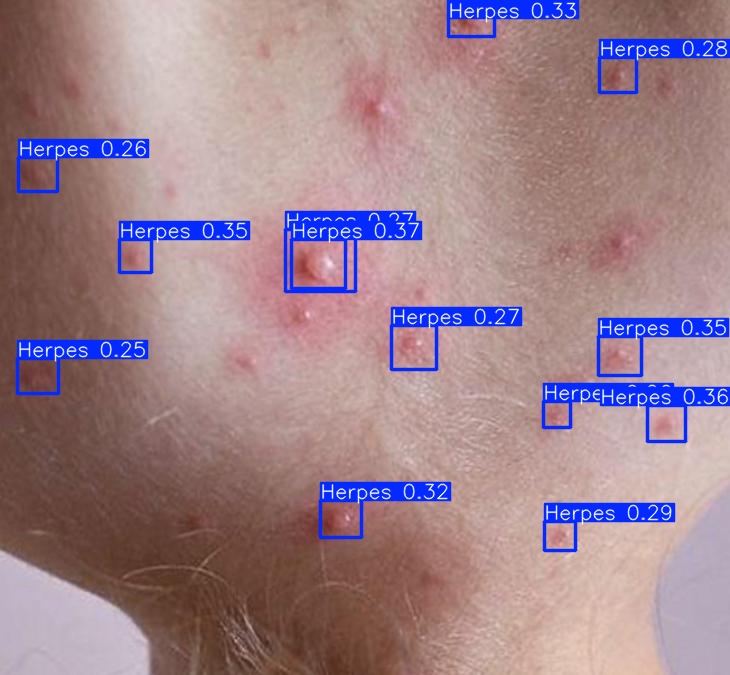 Herpes 0.33
Herpes 0.28
Herpes 0.26
Herpes 0.27
Herpes 0.37
Herpes 0.35
Herpes 0.27
Herpes 0.35
Herpes 0.25
Herpes 0.36
Herpes 0.32
Herpes 0.29